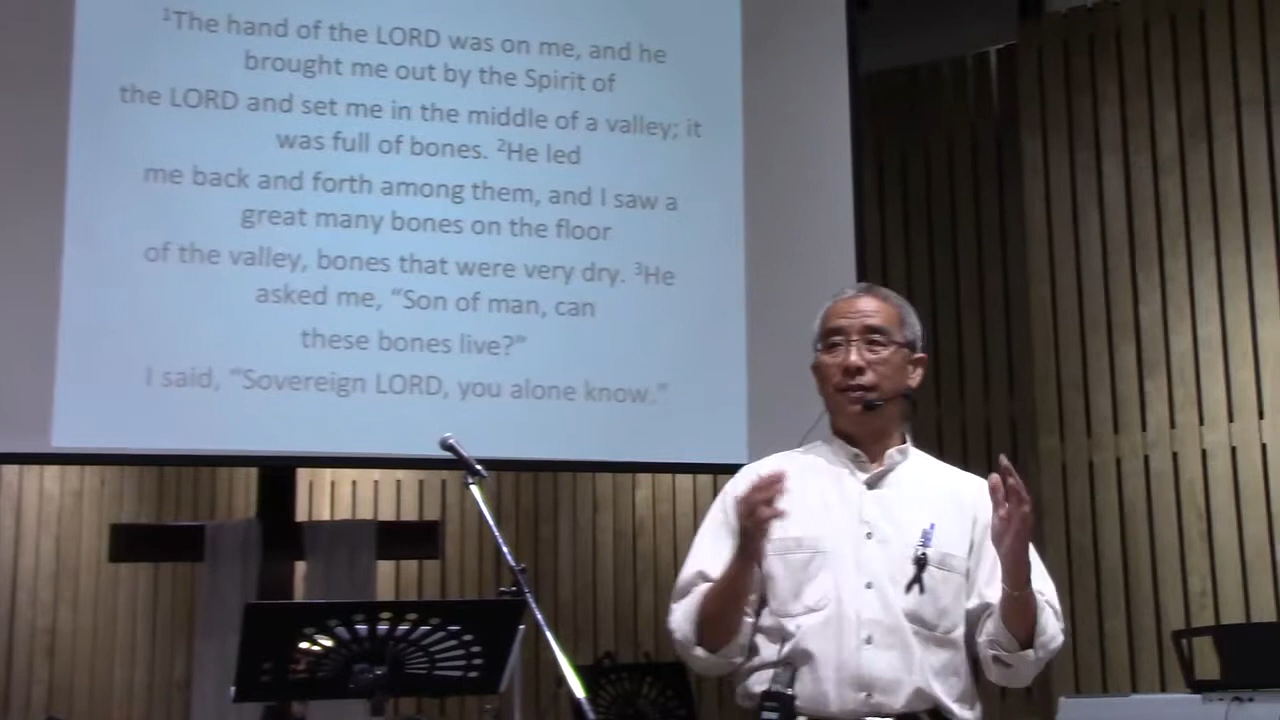 ¹The hand of the LORD was on me, and he
brought me out by the Spirit of
the LORD and set me in the middle of a valley; it
was full of bones. ²He led
me back and forth among them, and I saw a
great many bones on the floor
of the valley, bones that were very dry. ³He
asked me, “Son of man, can
these bones live?”
I said, “Sovereign LORD, you alone know.”